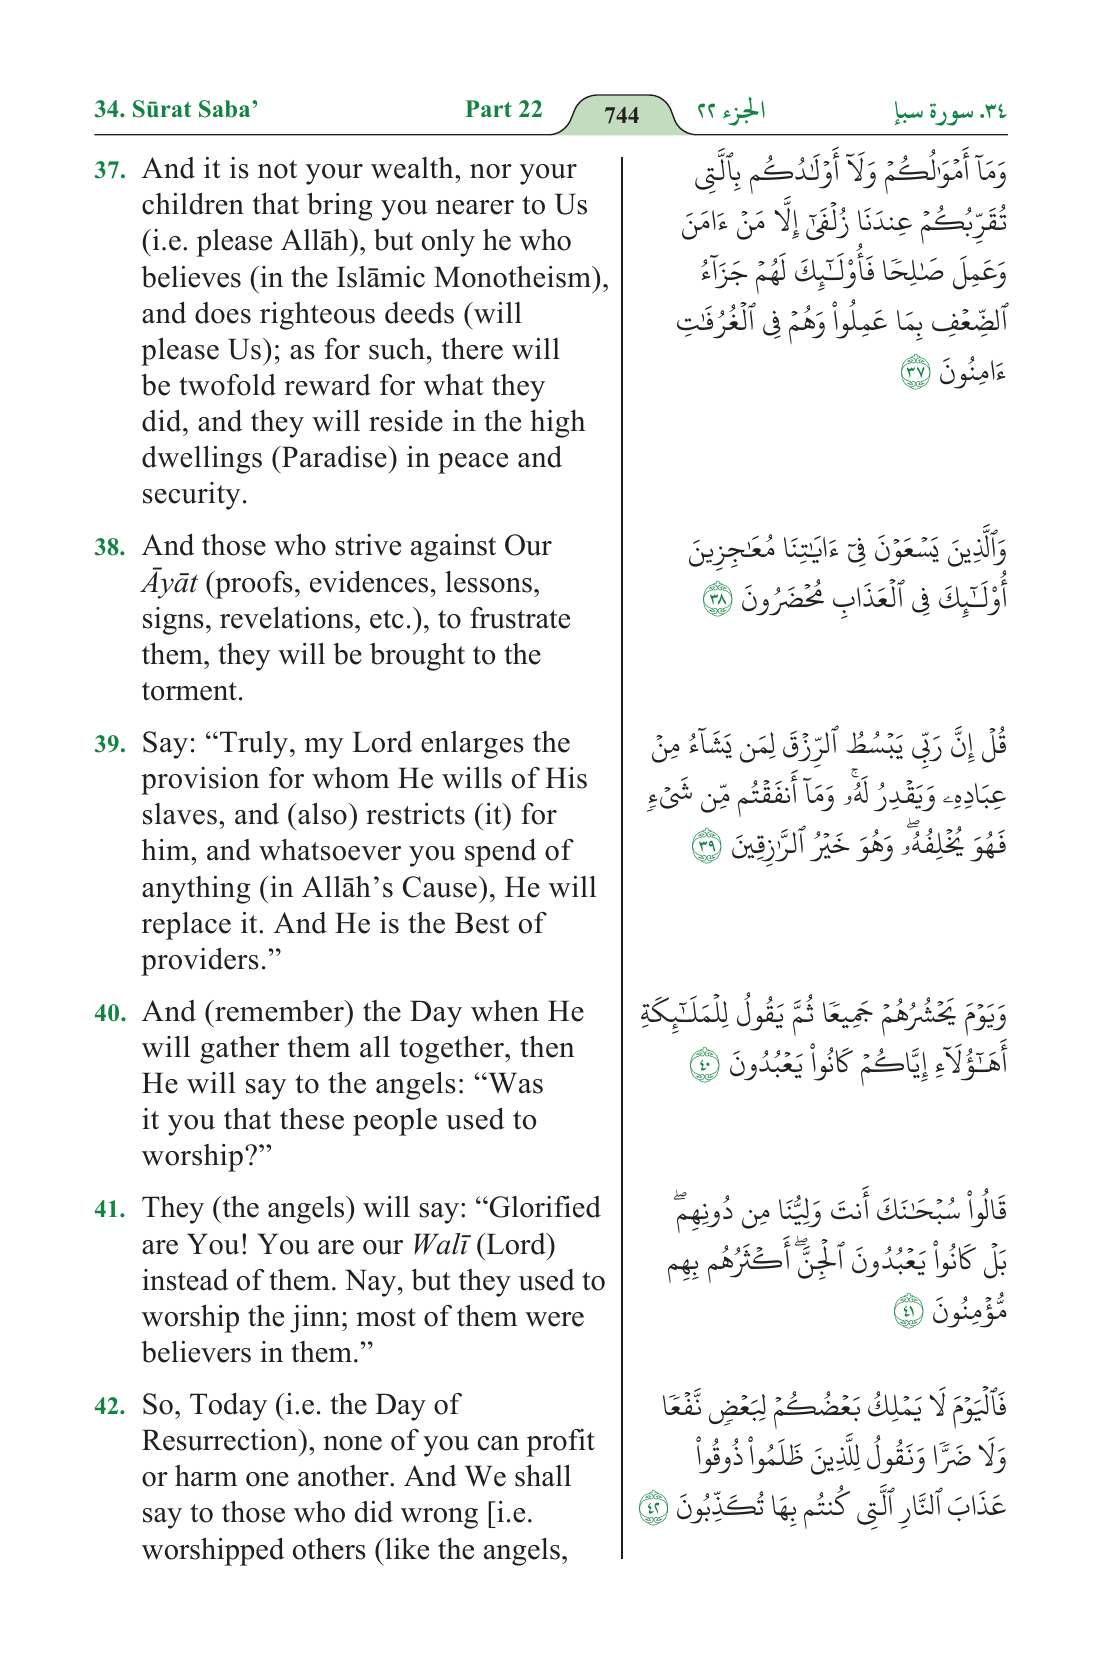 34. Sūrat Saba’
Part 22
744
الجزء ٢٢
٣٤. سورة سبإ
37. And it is not your wealth, nor your
children that bring you nearer to Us
(i.e. please Allāh), but only he who
believes (in the Islāmic Monotheism),
and does righteous deeds (will
please Us); as for such, there will
be twofold reward for what they
did, and they will reside in the high
dwellings (Paradise) in peace and
security.
38. And those who strive against Our
Āyāt (proofs, evidences, lessons,
signs, revelations, etc.), to frustrate
them, they will be brought to the
torment.
39. Say: “Truly, my Lord enlarges the
provision for whom He wills of His
slaves, and (also) restricts (it) for
him, and whatsoever you spend of
anything (in Allāh’s Cause), He will
replace it. And He is the Best of
providers.”
40. And (remember) the Day when He
will gather them all together, then
He will say to the angels: “Was
it you that these people used to
worship?”
41. They (the angels) will say: “Glorified
are You! You are our Walī (Lord)
instead of them. Nay, but they used to
worship the jinn; most of them were
believers in them.”
42. So, Today (i.e. the Day of
Resurrection), none of you can profit
or harm one another. And We shall
say to those who did wrong [i.e.
worshipped others (like the angels,
وَمَآ أَمْوَٰلُكُمْ وَلَآ أَوْلَٰدُكُم بِٱلَّتِى
تُقَرِّبُكُمْ عِندَنَا زُلْفَىٰٓ إِلَّا مَنْ ءَامَنَ
وَعَمِلَ صَٰلِحًا فَأُو۟لَٰٓئِكَ لَهُمْ جَزَآءُ
ٱلضِّعْفِ بِمَا عَمِلُوا۟ وَهُمْ فِى ٱلْغُرُفَٰتِ
ءَامِنُونَ ٣٧
وَٱلَّذِينَ يَسْعَوْنَ فِىٓ ءَايَٰتِنَا مُعَٰجِزِينَ
أُو۟لَٰٓئِكَ فِى ٱلْعَذَابِ مُحْضَرُونَ ٣٨
قُلْ إِنَّ رَبِّى يَبْسُطُ ٱلرِّزْقَ لِمَن يَشَآءُ مِنْ
عِبَادِهِۦ وَيَقْدِرُ لَهُۥۚ وَمَآ أَنفَقْتُم مِّن شَىْءٍ
فَهُوَ يُخْلِفُهُۥۖ وَهُوَ خَيْرُ ٱلرَّٰزِقِينَ ٣٩
وَيَوْمَ يَحْشُرُهُمْ جَمِيعًا ثُمَّ يَقُولُ لِلْمَلَٰٓئِكَةِ
أَهَٰٓؤُلَآءِ إِيَّاكُمْ كَانُوا۟ يَعْبُدُونَ ٤٠
قَالُوا۟ سُبْحَٰنَكَ أَنتَ وَلِيُّنَا مِن دُونِهِمۖ
بَلْ كَانُوا۟ يَعْبُدُونَ ٱلْجِنَّۖ أَكْثَرُهُم بِهِم
مُّؤْمِنُونَ ٤١
فَٱلْيَوْمَ لَا يَمْلِكُ بَعْضُكُمْ لِبَعْضٍ نَّفْعًا
وَلَا ضَرًّا وَنَقُولُ لِلَّذِينَ ظَلَمُوا۟ ذُوقُوا۟
عَذَابَ ٱلنَّارِ ٱلَّتِى كُنتُم بِهَا تُكَذِّبُونَ ٤٢